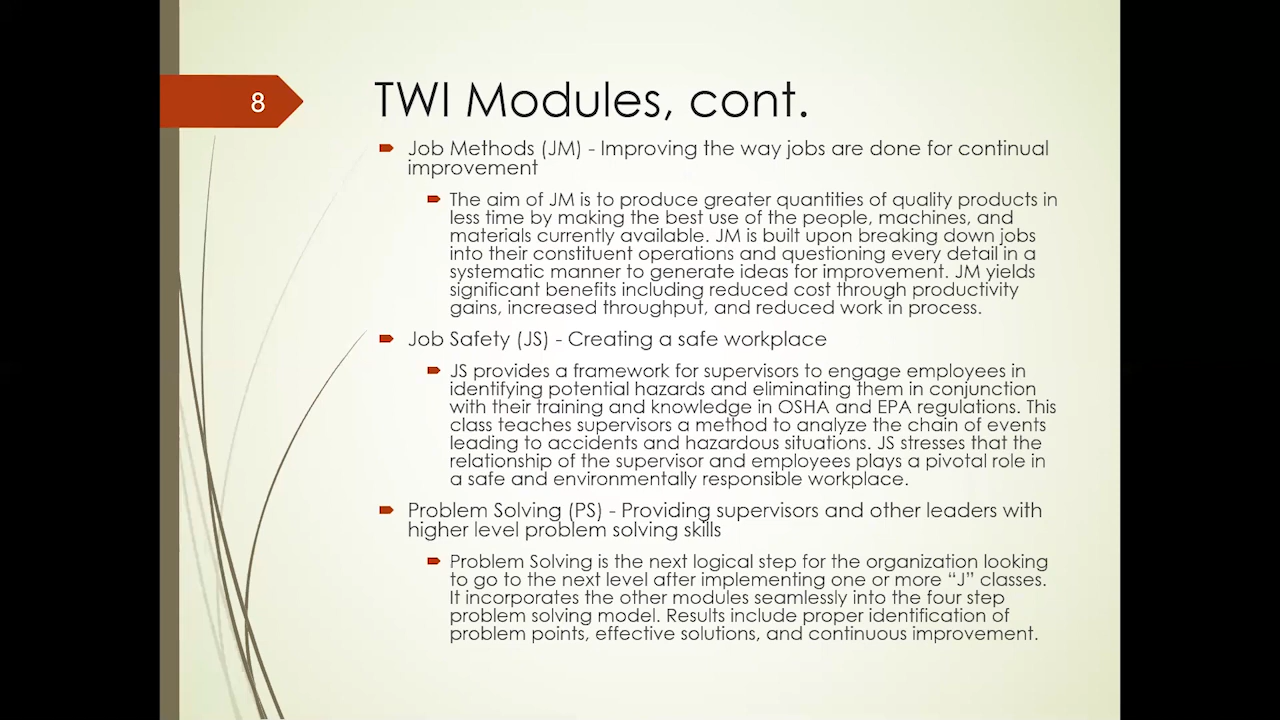 8
TWI Modules, cont.
Job Methods (JM) - Improving the way jobs are done for continual
improvement
The aim of JM is to produce greater quantities of quality products in
less time by making the best use of the people, machines, and
materials currently available. JM is built upon breaking down jobs
into their constituent operations and questioning every detail in a
systematic manner to generate ideas for improvement. JM yields
significant benefits including reduced cost through productivity
gains, increased throughput, and reduced work in process.
Job Safety (JS) - Creating a safe workplace
JS provides a framework for supervisors to engage employees in
identifying potential hazards and eliminating them in conjunction
with their training and knowledge in OSHA and EPA regulations. This
class teaches supervisors a method to analyze the chain of events
leading to accidents and hazardous situations. JS stresses that the
relationship of the supervisor and employees plays a pivotal role in
a safe and environmentally responsible workplace.
Problem Solving (PS) - Providing supervisors and other leaders with
higher level problem solving skills
Problem Solving is the next logical step for the organization looking
to go to the next level after implementing one or more “J” classes.
It incorporates the other modules seamlessly into the four step
problem solving model. Results include proper identification of
problem points, effective solutions, and continuous improvement.